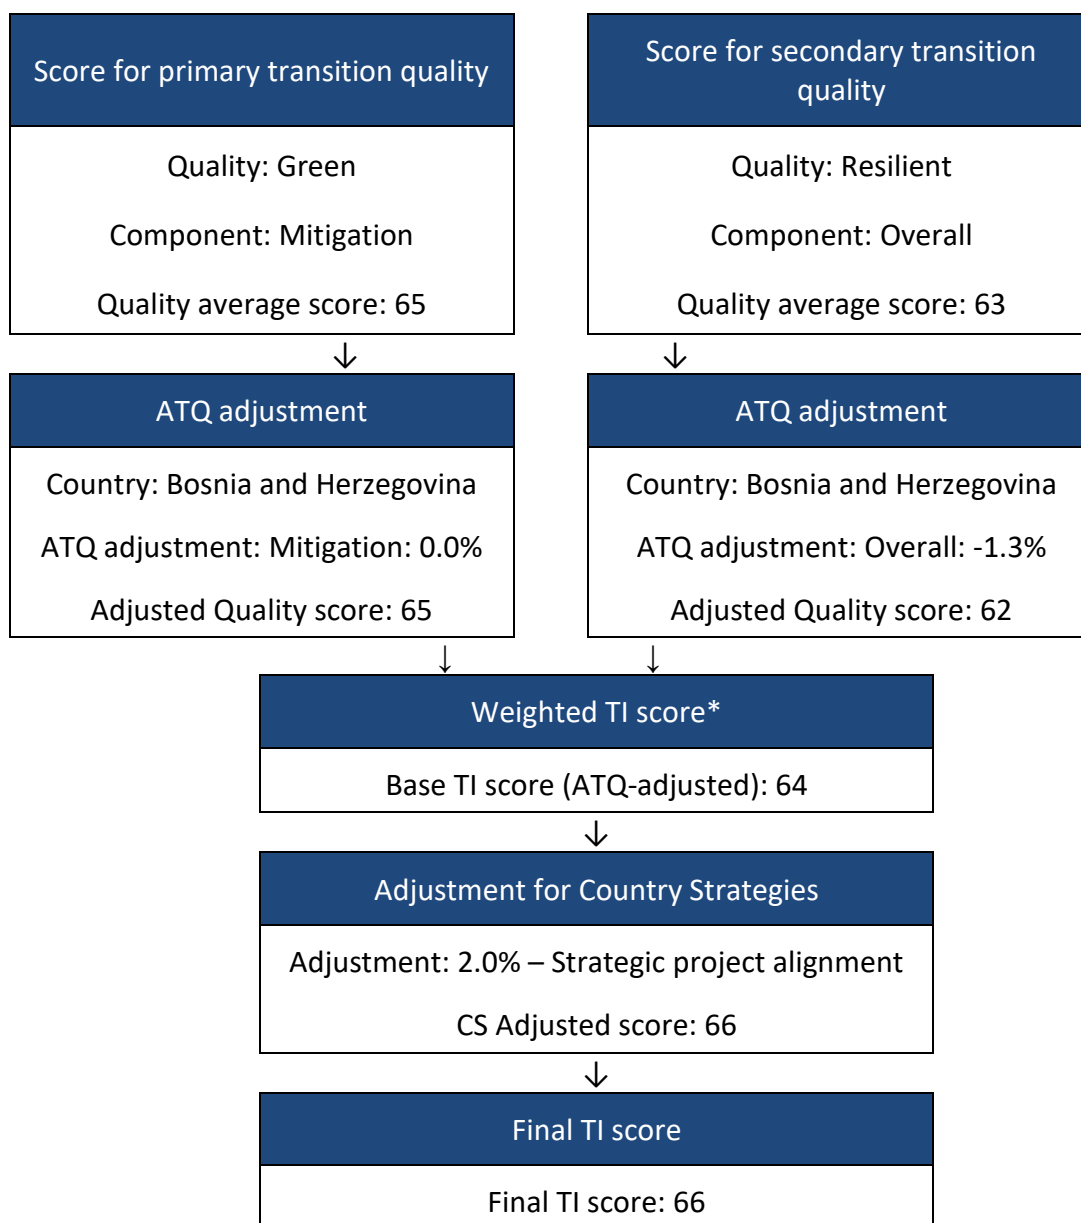 Score for primary transition quality
Quality: Green
Component: Mitigation
Quality average score: 65
Score for secondary transition
quality
Quality: Resilient
Component: Overall
Quality average score: 63
ATQ adjustment
Country: Bosnia and Herzegovina
ATQ adjustment: Mitigation: 0.0%
Adjusted Quality score: 65
ATQ adjustment
Country: Bosnia and Herzegovina
ATQ adjustment: Overall: -1.3%
Adjusted Quality score: 62
Weighted TI score*
Base TI score (ATQ-adjusted): 64
Adjustment for Country Strategies
Adjustment: 2.0% – Strategic project alignment
CS Adjusted score: 66
Final TI score
Final TI score: 66